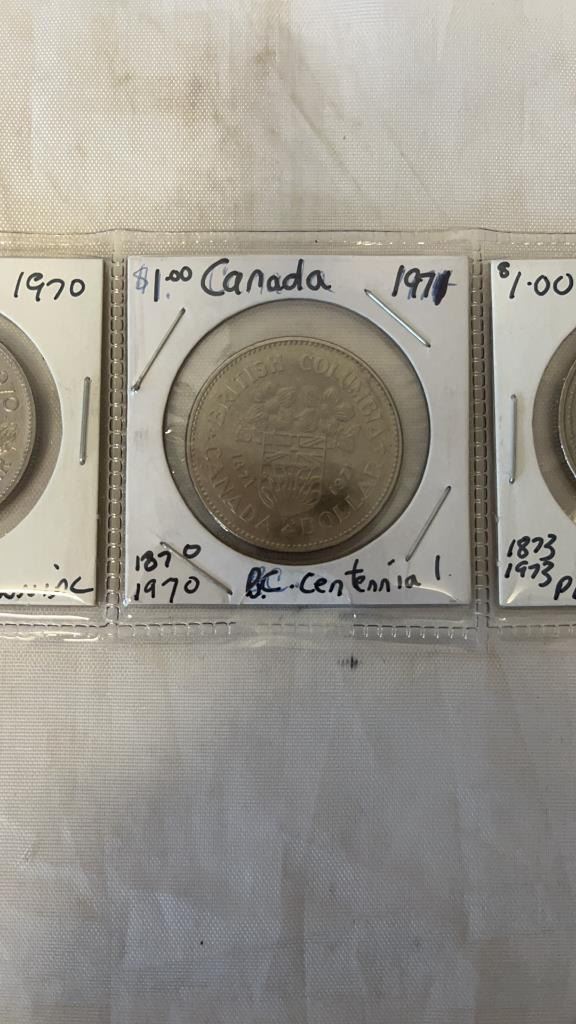 1970
$1.00 Canada 1971
BRITISH COLUMBIA
1871 1971
CANADA DOLLAR
1870
1970 B.C. Centennial.
$1.00
1873
1973